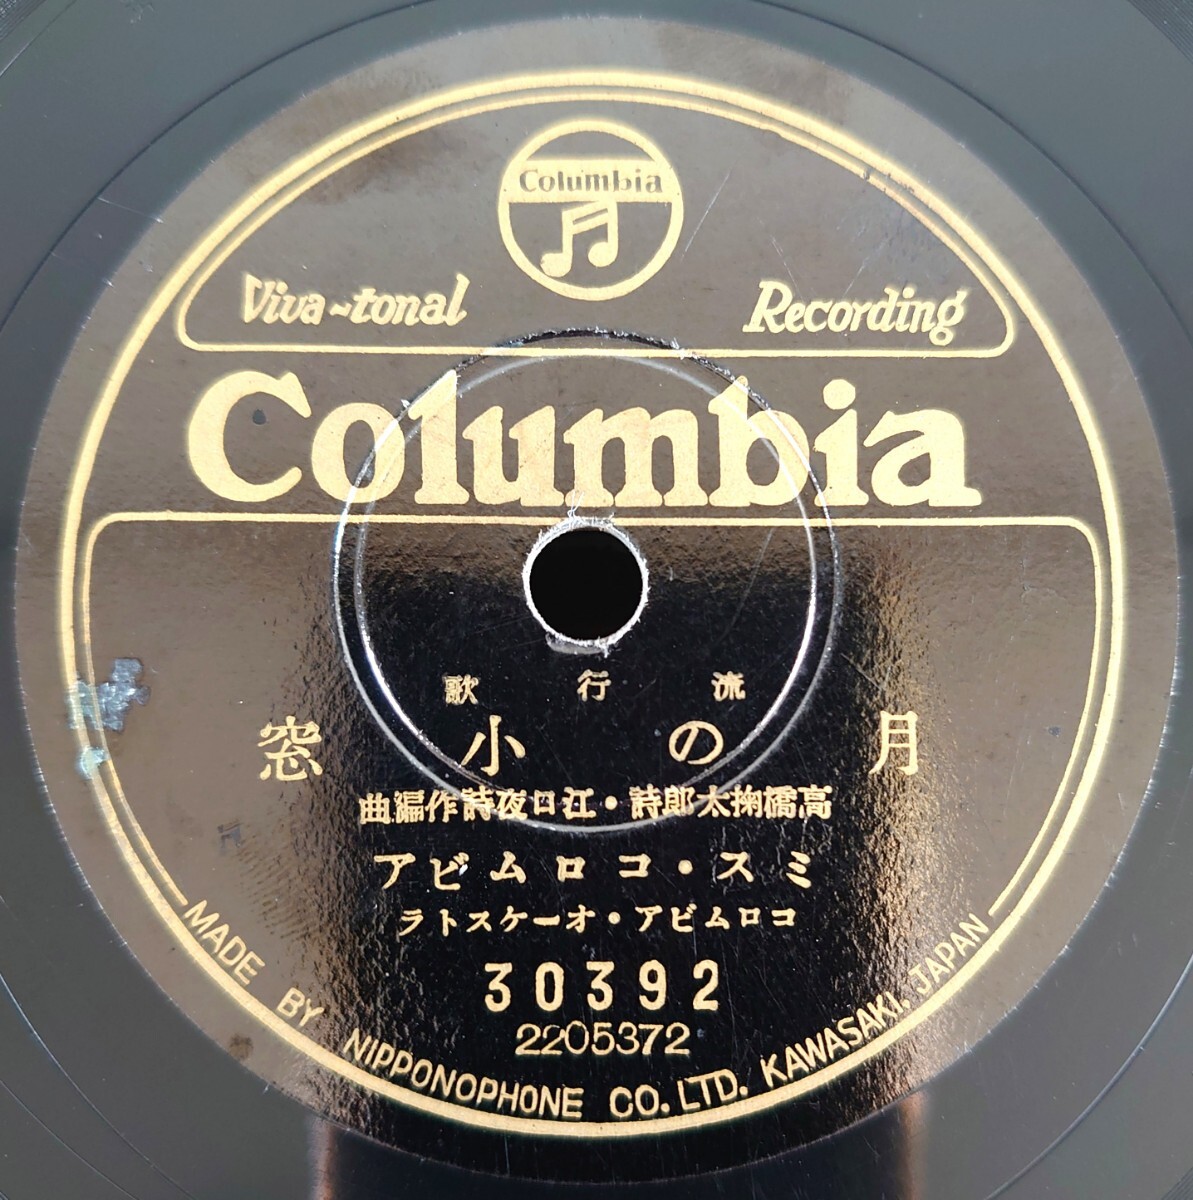 Columbia
Viva-tonal Recording
Columbia
流行歌
月の小窓
高橋掬太郎詩・江口夜詩作編曲
ミス・コロムビア
コロムビア・オーケストラ
30392
2205372
MADE BY NIPPONOPHONE CO. LTD. KAWASAKI, JAPAN